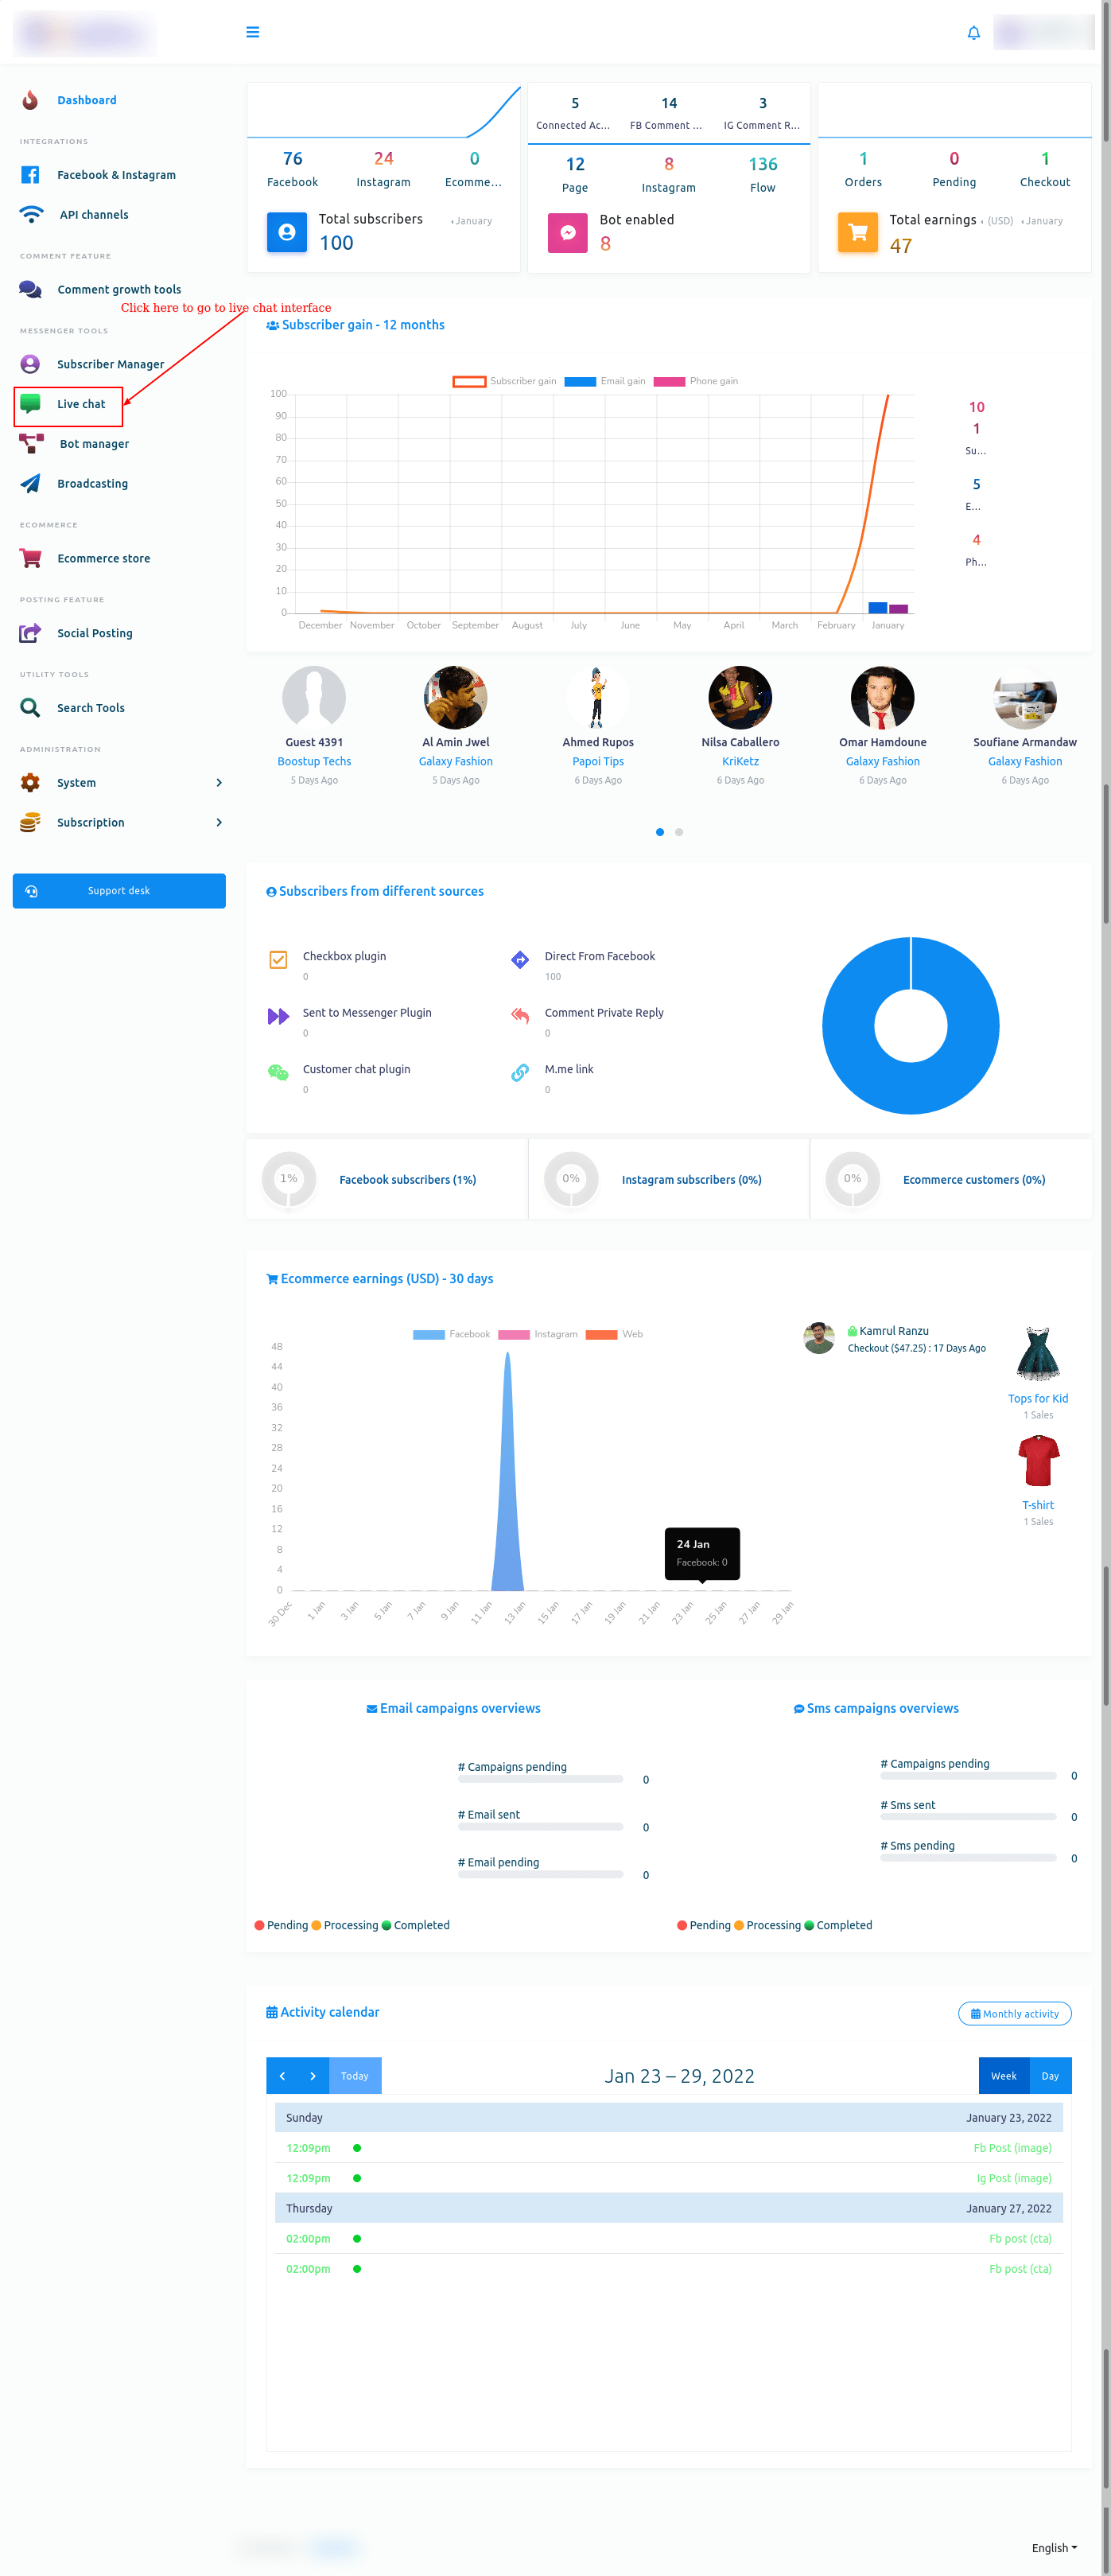 Dashboard
INTEGRATIONS
Facebook & Instagram
API channels
COMMENT FEATURE
Comment growth tools
Click here to go to live chat interface
MESSENGER TOOLS
Subscriber Manager
Live chat
Bot manager
Broadcasting
ECOMMERCE
Ecommerce store
POSTING FEATURE
Social Posting
UTILITY TOOLS
Search Tools
ADMINISTRATION
System
Subscription
Support desk
76 24 0
Facebook Instagram Ecomme...
Total subscribers January
100
5 14 3
Connected Ac... FB Comment ... IG Comment R...
12 8 136
Page Instagram Flow
Bot enabled
8
1 0 1
Orders Pending Checkout
Total earnings (USD) January
47
Subscriber gain - 12 months
Subscriber gain Email gain Phone gain
100
90
80
70
60
50
40
30
20
10
0
December November October September August July June May April March February January
10
1
Su...
5
E...
4
Ph...
Guest 4391 Al Amin Jwel Ahmed Rupos Nilsa Caballero Omar Hamdoune Soufiane Armandaw
Boostup Techs Galaxy Fashion Papoi Tips KriKetz Galaxy Fashion Galaxy Fashion
5 Days Ago 5 Days Ago 6 Days Ago 6 Days Ago 6 Days Ago 6 Days Ago
Subscribers from different sources
Checkbox plugin Direct From Facebook
0 100
Sent to Messenger Plugin Comment Private Reply
0 0
Customer chat plugin M.me link
0 0
1% Facebook subscribers (1%) 0% Instagram subscribers (0%) 0% Ecommerce customers (0%)
Ecommerce earnings (USD) - 30 days
Facebook Instagram Web
48
44
40
36
32
28
24
20
16
12
8
4
0
30 Dec 1 Jan 3 Jan 5 Jan 7 Jan 9 Jan 11 Jan 13 Jan 15 Jan 17 Jan 19 Jan 21 Jan 23 Jan 25 Jan 27 Jan 29 Jan
24 Jan
Facebook: 0
Kamrul Ranzu
Checkout ($47.25) : 17 Days Ago
Tops for Kid
1 Sales
T-shirt
1 Sales
Email campaigns overviews
# Campaigns pending
0
# Email sent
0
# Email pending
0
Pending Processing Completed
Sms campaigns overviews
# Campaigns pending
0
# Sms sent
0
# Sms pending
0
Pending Processing Completed
Activity calendar Monthly activity
Today Jan 23 – 29, 2022 Week Day
Sunday January 23, 2022
12:09pm Fb Post (image)
12:09pm Ig Post (image)
Thursday January 27, 2022
02:00pm Fb post (cta)
02:00pm Fb post (cta)
English